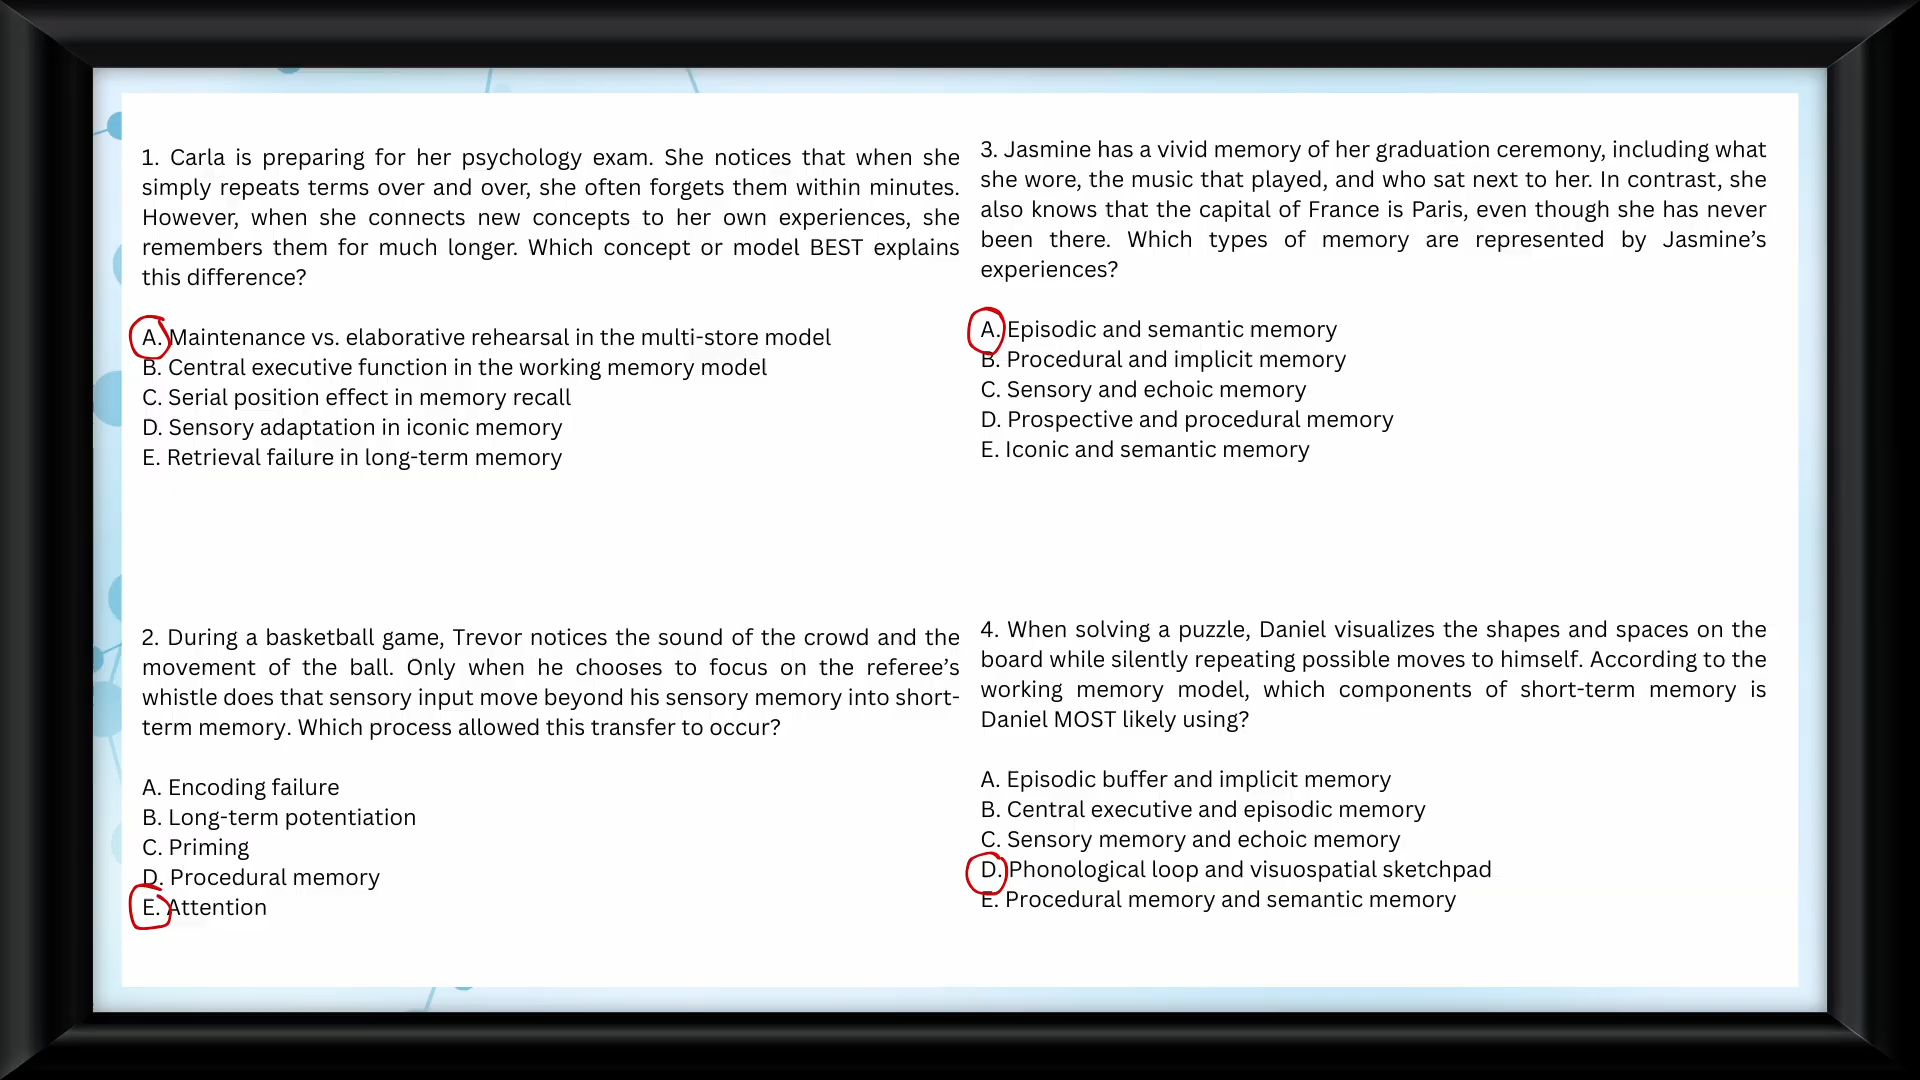 1. Carla is preparing for her psychology exam. She notices that when she
simply repeats terms over and over, she often forgets them within minutes.
However, when she connects new concepts to her own experiences, she
remembers them for much longer. Which concept or model BEST explains
this difference?
A. Maintenance vs. elaborative rehearsal in the multi-store model
B. Central executive function in the working memory model
C. Serial position effect in memory recall
D. Sensory adaptation in iconic memory
E. Retrieval failure in long-term memory
2. During a basketball game, Trevor notices the sound of the crowd and the
movement of the ball. Only when he chooses to focus on the referee’s
whistle does that sensory input move beyond his sensory memory into short-
term memory. Which process allowed this transfer to occur?
A. Encoding failure
B. Long-term potentiation
C. Priming
D. Procedural memory
E. Attention
3. Jasmine has a vivid memory of her graduation ceremony, including what
she wore, the music that played, and who sat next to her. In contrast, she
also knows that the capital of France is Paris, even though she has never
been there. Which types of memory are represented by Jasmine’s
experiences?
A. Episodic and semantic memory
B. Procedural and implicit memory
C. Sensory and echoic memory
D. Prospective and procedural memory
E. Iconic and semantic memory
4. When solving a puzzle, Daniel visualizes the shapes and spaces on the
board while silently repeating possible moves to himself. According to the
working memory model, which components of short-term memory is
Daniel MOST likely using?
A. Episodic buffer and implicit memory
B. Central executive and episodic memory
C. Sensory memory and echoic memory
D. Phonological loop and visuospatial sketchpad
E. Procedural memory and semantic memory